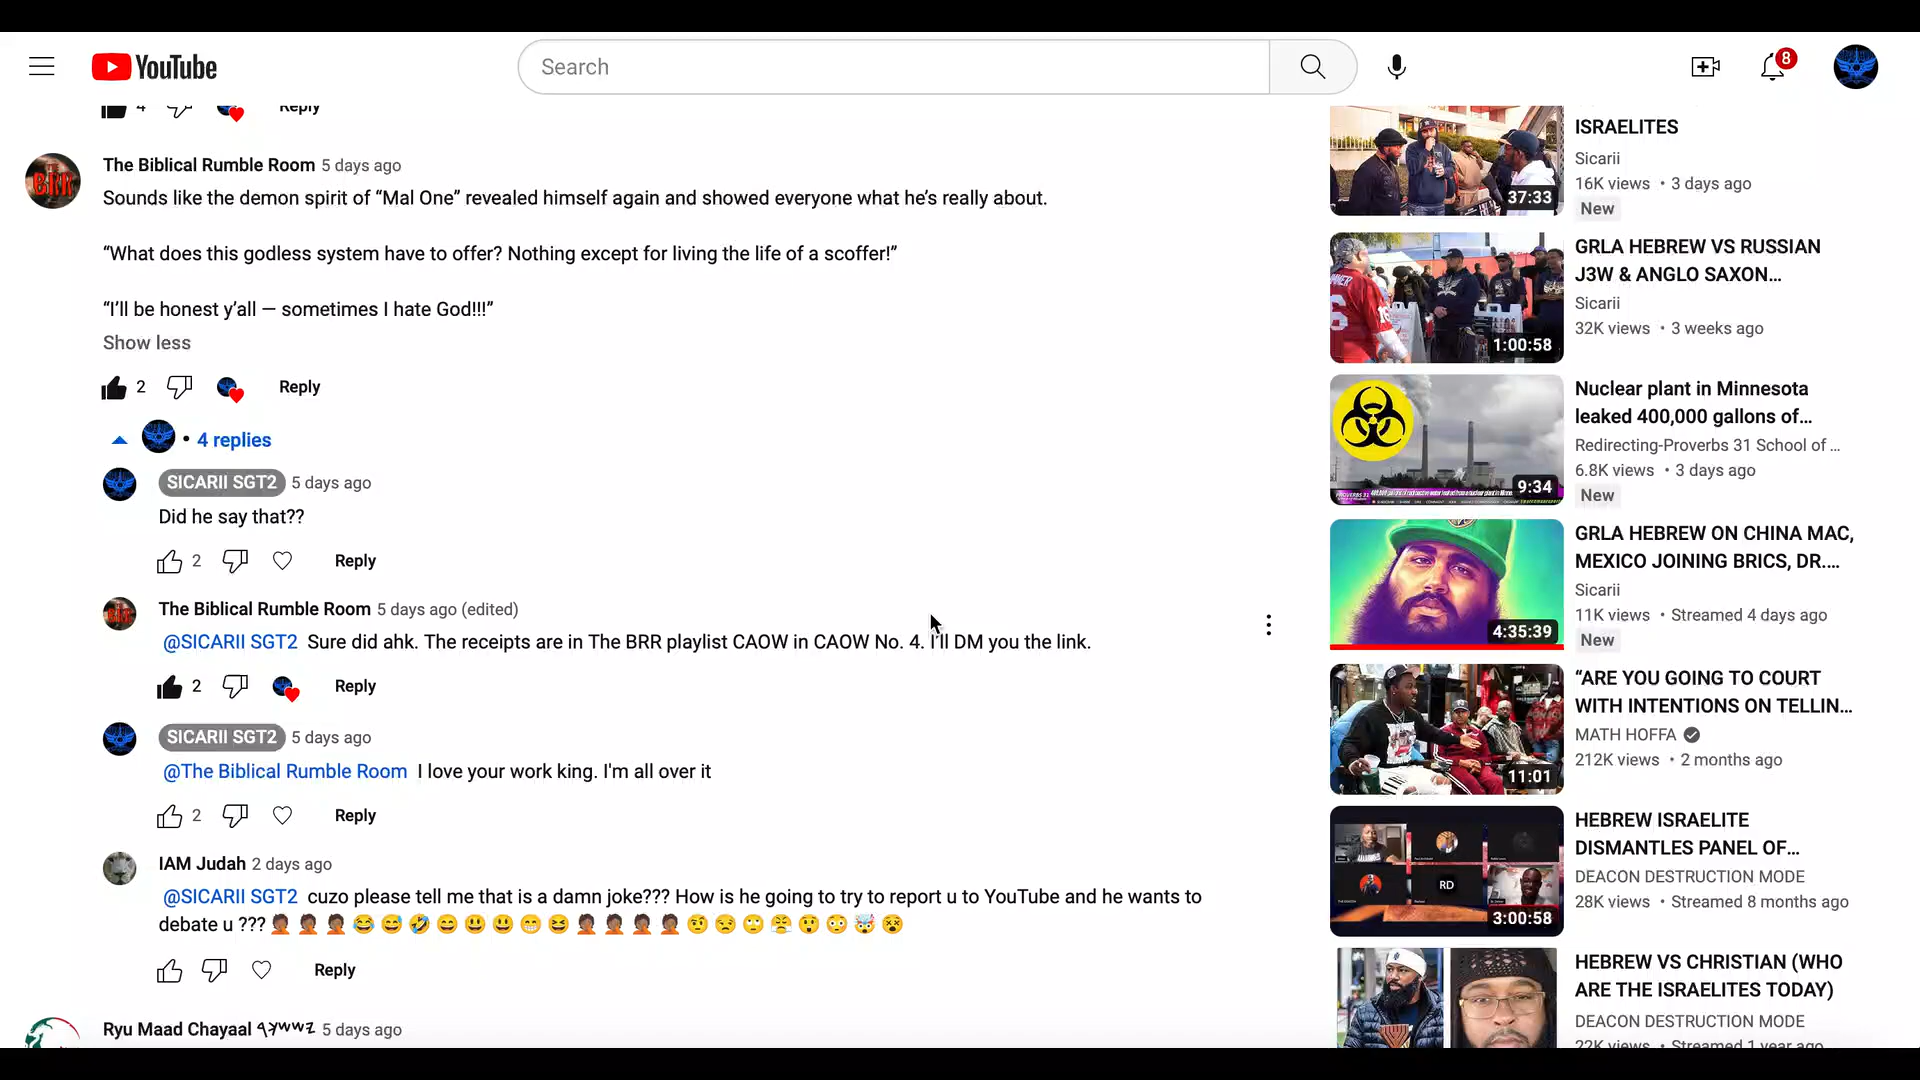 YouTube
Search
8
4
Reply
The Biblical Rumble Room 5 days ago
Sounds like the demon spirit of “Mal One” revealed himself again and showed everyone what he’s really about.
“What does this godless system have to offer? Nothing except for living the life of a scoffer!”
“I’ll be honest y’all — sometimes I hate God!!!”
Show less
2
Reply
• 4 replies
SICARII SGT2 5 days ago
Did he say that??
2
Reply
The Biblical Rumble Room 5 days ago (edited)
@SICARII SGT2 Sure did ahk. The receipts are in The BRR playlist CAOW in CAOW No. 4. I'll DM you the link.
2
Reply
SICARII SGT2 5 days ago
@The Biblical Rumble Room I love your work king. I'm all over it
2
Reply
IAM Judah 2 days ago
@SICARII SGT2 cuzo please tell me that is a damn joke??? How is he going to try to report u to YouTube and he wants to
debate u ??? 🤦🏾🤦🏾🤦🏾😂😅🤣😄😃😃😁😆🤦🏾🤦🏾🤦🏾🤦🏾🤨😒🙄😤😲😳🤯😵
Reply
Ryu Maad Chayaal 5 days ago
BRR
37:33
ISRAELITES
Sicarii
16K views • 3 days ago
New
1:00:58
GRLA HEBREW VS RUSSIAN
J3W & ANGLO SAXON...
Sicarii
32K views • 3 weeks ago
9:34
Nuclear plant in Minnesota
leaked 400,000 gallons of...
Redirecting-Proverbs 31 School of ...
6.8K views • 3 days ago
New
4:35:39
GRLA HEBREW ON CHINA MAC,
MEXICO JOINING BRICS, DR....
Sicarii
11K views • Streamed 4 days ago
New
11:01
“ARE YOU GOING TO COURT
WITH INTENTIONS ON TELLIN...
MATH HOFFA
212K views • 2 months ago
RD
3:00:58
HEBREW ISRAELITE
DISMANTLES PANEL OF...
DEACON DESTRUCTION MODE
28K views • Streamed 8 months ago
HEBREW VS CHRISTIAN (WHO
ARE THE ISRAELITES TODAY)
DEACON DESTRUCTION MODE
22K views • Streamed 1 year ago